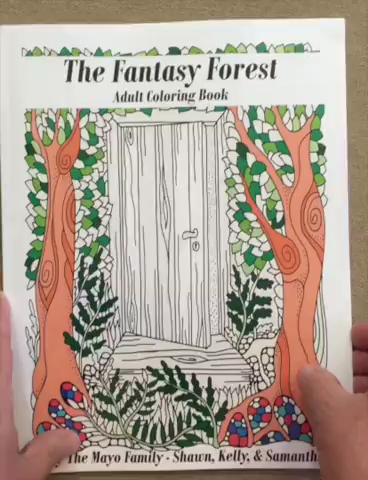 The Fantasy Forest
Adult Coloring Book
The Mayo Family - Shawn, Kelly, & Samanth